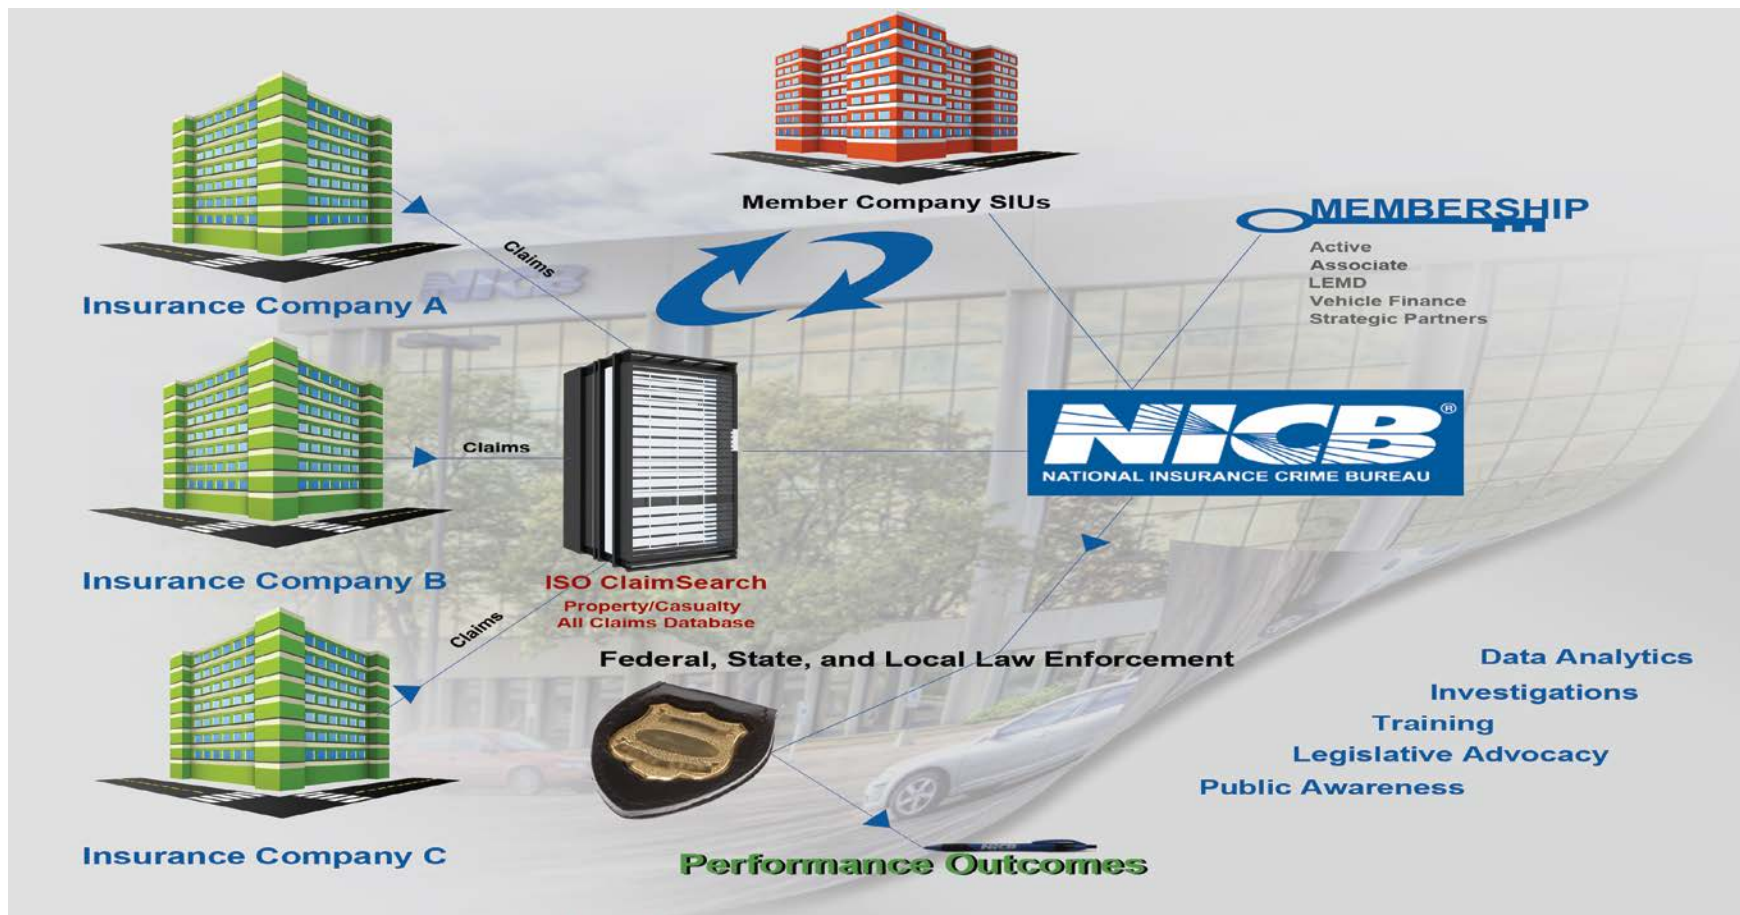 Member Company SIUs
MEMBERSHIP
Active
Associate
LEMD
Vehicle Finance
Strategic Partners
Claims
NICB
Insurance Company A
NICB®
NATIONAL INSURANCE CRIME BUREAU
Claims
Insurance Company B
ISO ClaimSearch
Property/Casualty
All Claims Database
Claims
Federal, State, and Local Law Enforcement
Data Analytics
Investigations
Training
Legislative Advocacy
Public Awareness
Insurance Company C
NICB
Performance Outcomes